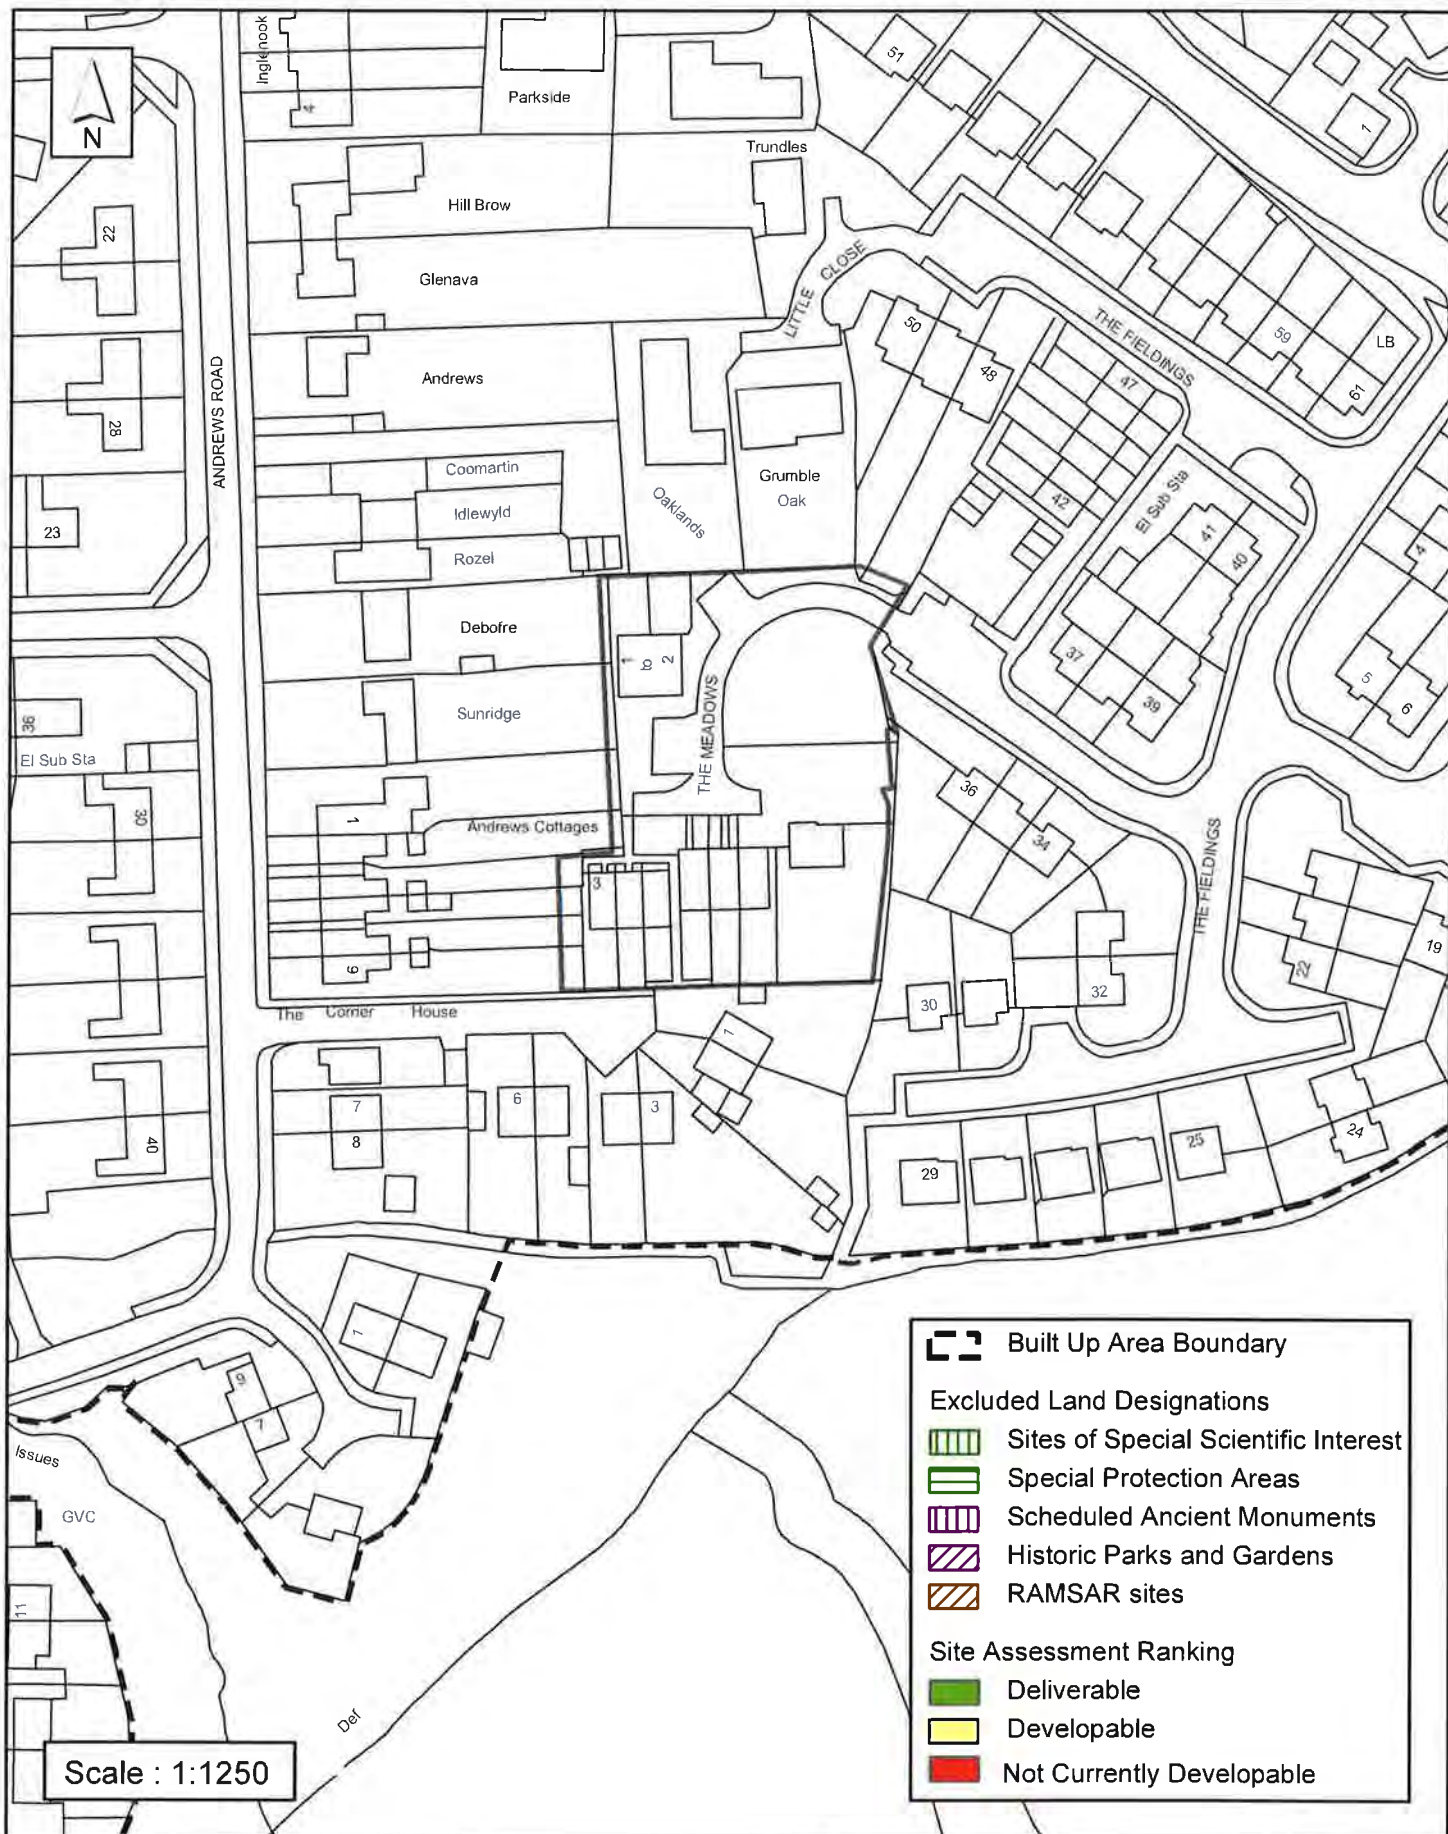 Inglenook
4
N
Parkside
51
1
Trundles
Hill Brow
22
LITTLE CLOSE
Glenava
THE FIELDINGS
50
59
LB
48
47
61
Andrews
ANDREWS ROAD
28
Coomartin
Grumble
Oak
Oaklands
Idlewyld
42
El Sub Sta
41
40
4
23
Rozel
Debofre
1
to
2
37
39
5
6
Sunridge
THE MEADOWS
36
El Sub Sta
30
1
Andrews Cottages
36
34
THE FIELDINGS
3
9
19
22
30
32
The Corner House
1
7
8
6
3
40
29
25
24
1
9
7
Issues
GVC
11
Def
Scale : 1:1250
Built Up Area Boundary
Excluded Land Designations
Sites of Special Scientific Interest
Special Protection Areas
Scheduled Ancient Monuments
Historic Parks and Gardens
RAMSAR sites
Site Assessment Ranking
Deliverable
Developable
Not Currently Developable